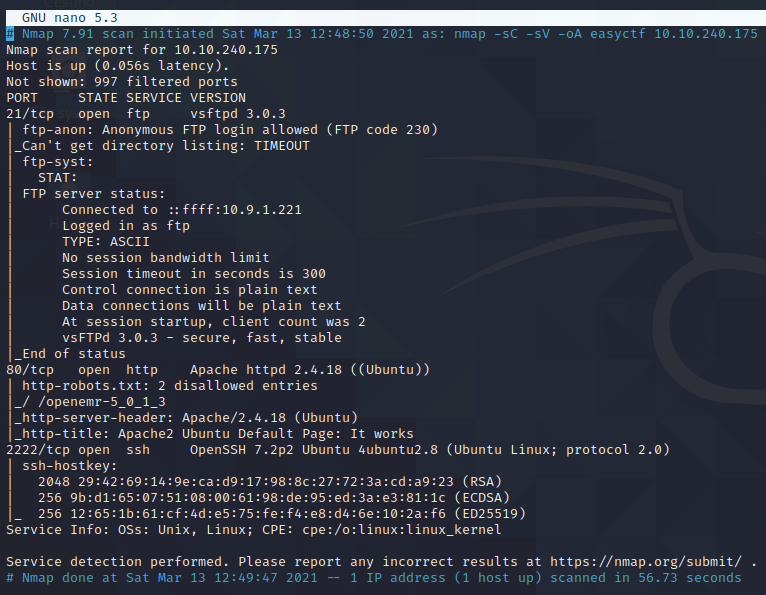 GNU nano 5.3
# Nmap 7.91 scan initiated Sat Mar 13 12:48:50 2021 as: nmap -sC -sV -oA easyctf 10.10.240.175
Nmap scan report for 10.10.240.175
Host is up (0.056s latency).
Not shown: 997 filtered ports
PORT     STATE SERVICE VERSION
21/tcp   open  ftp     vsftpd 3.0.3
| ftp-anon: Anonymous FTP login allowed (FTP code 230)
|_Can't get directory listing: TIMEOUT
| ftp-syst:
|   STAT:
| FTP server status:
|      Connected to ::ffff:10.9.1.221
|      Logged in as ftp
|      TYPE: ASCII
|      No session bandwidth limit
|      Session timeout in seconds is 300
|      Control connection is plain text
|      Data connections will be plain text
|      At session startup, client count was 2
|      vsFTPd 3.0.3 - secure, fast, stable
|_End of status
80/tcp   open  http    Apache httpd 2.4.18 ((Ubuntu))
| http-robots.txt: 2 disallowed entries
|_/ /openemr-5_0_1_3
|_http-server-header: Apache/2.4.18 (Ubuntu)
|_http-title: Apache2 Ubuntu Default Page: It works
2222/tcp open  ssh     OpenSSH 7.2p2 Ubuntu 4ubuntu2.8 (Ubuntu Linux; protocol 2.0)
| ssh-hostkey:
|   2048 29:42:69:14:9e:ca:d9:17:98:8c:27:72:3a:cd:a9:23 (RSA)
|   256 9b:d1:65:07:51:08:00:61:98:de:95:ed:3a:e3:81:1c (ECDSA)
|_  256 12:65:1b:61:cf:4d:e5:75:fe:f4:e8:d4:6e:10:2a:f6 (ED25519)
Service Info: OSs: Unix, Linux; CPE: cpe:/o:linux:linux_kernel

Service detection performed. Please report any incorrect results at https://nmap.org/submit/ .
# Nmap done at Sat Mar 13 12:49:47 2021 -- 1 IP address (1 host up) scanned in 56.73 seconds